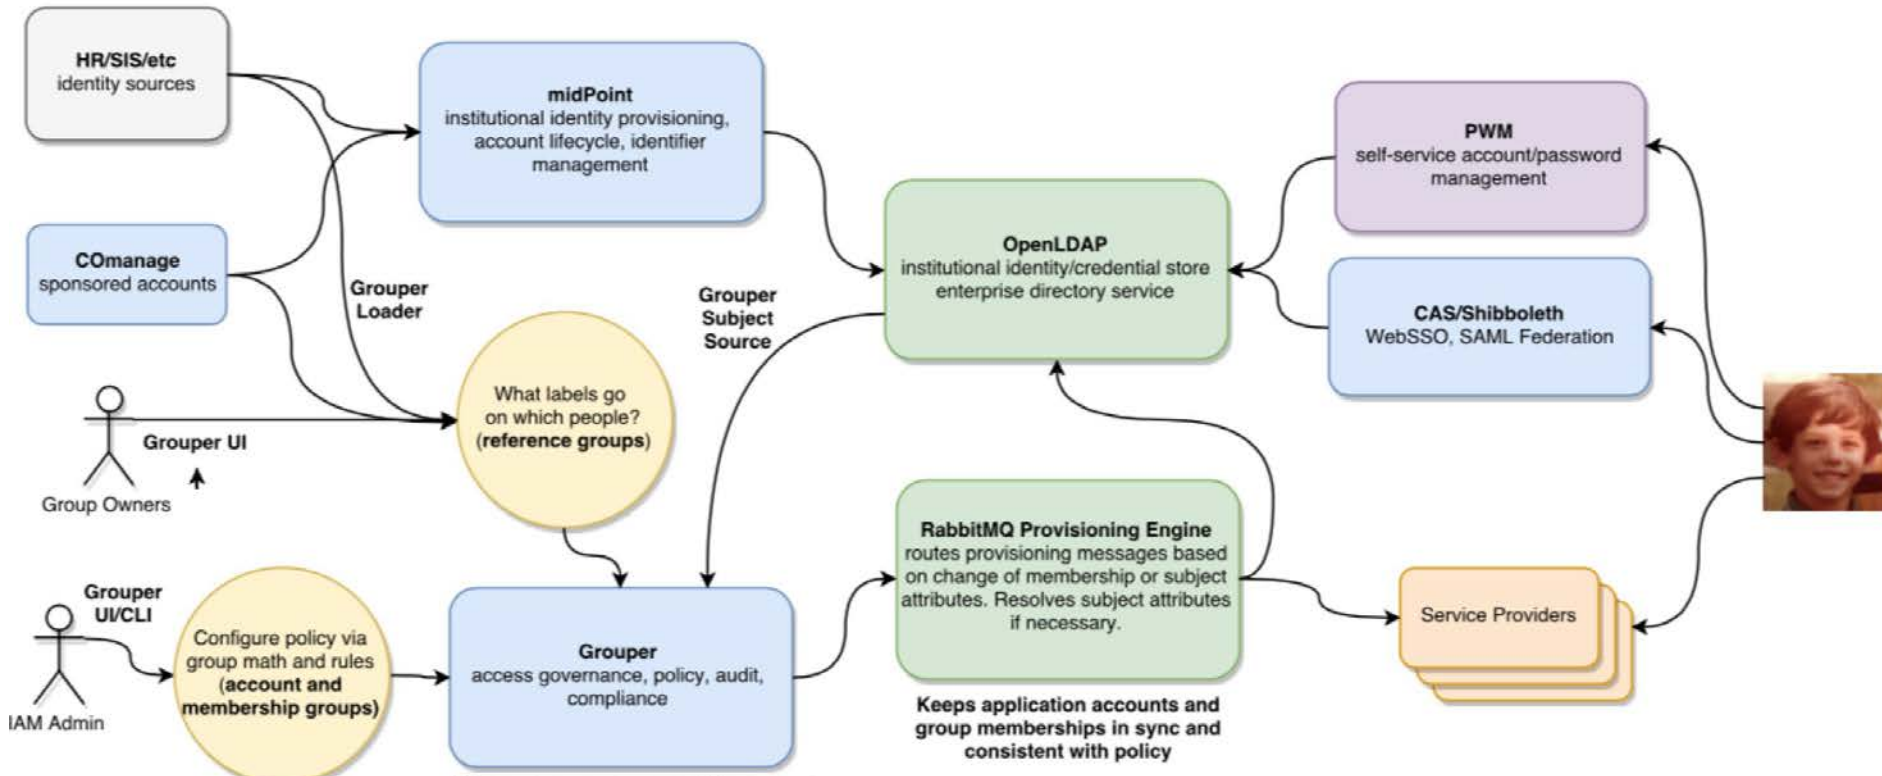 HR/SIS/etc
identity sources
midPoint
institutional identity provisioning,
account lifecycle, identifier
management
PWM
self-service account/password
management
COmanage
sponsored accounts
Grouper
Loader
Grouper
Subject
Source
OpenLDAP
institutional identity/credential store
enterprise directory service
CAS/Shibboleth
WebSSO, SAML Federation
What labels go
on which people?
(reference groups)
Grouper UI
Group Owners
RabbitMQ Provisioning Engine
routes provisioning messages based
on change of membership or subject
attributes. Resolves subject attributes
if necessary.
Service Providers
Grouper
UI/CLI
IAM Admin
Configure policy via
group math and rules
(account and
membership groups)
Grouper
access governance, policy, audit,
compliance
Keeps application accounts and
group memberships in sync and
consistent with policy